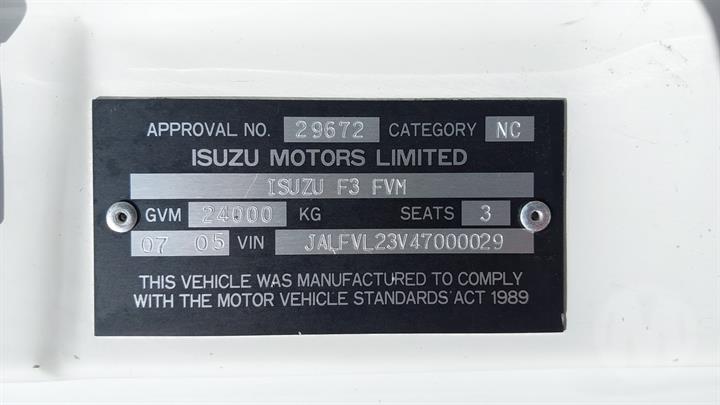 APPROVAL NO. 29672 CATEGORY NC
ISUZU MOTORS LIMITED
ISUZU F3 FVM
GVM 24000 KG SEATS 3
07 05 VIN JALFVL23V47000029
THIS VEHICLE WAS MANUFACTURED TO COMPLY
WITH THE MOTOR VEHICLE STANDARDS ACT 1989